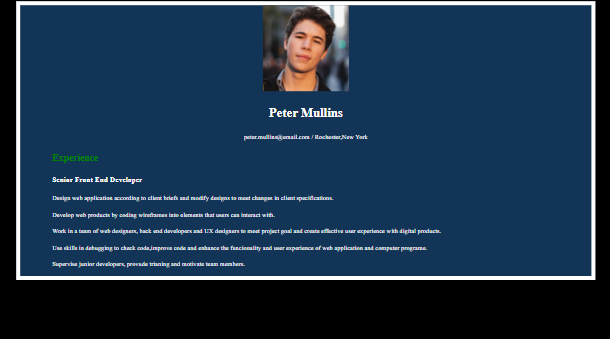 Peter Mullins
peter.mullins@email.com / Rochester,New York
Experience
Senior Front End Developer
Design web application according to client briefs and modify designs to meet changes in client specifications.
Develop web products by coding wireframes into elements that users can interact with.
Work in a team of web designers, back end developers and UX designers to meet project goal and create effective user experience with digital products.
Use skills in debugging to check code,improve code and enhance the funcionality and user experience of web application and computer programs.
Supervise junior developers, provude trianing and motivate team members.